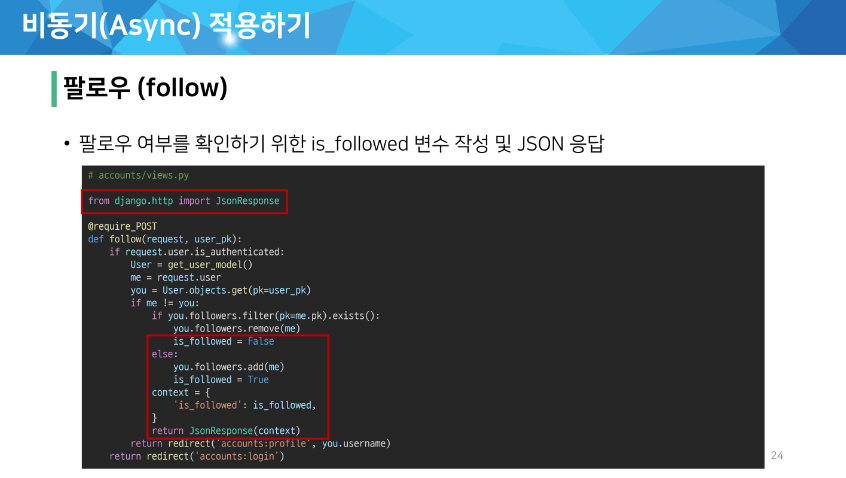 비동기(Async) 적용하기
팔로우 (follow)
• 팔로우 여부를 확인하기 위한 is_followed 변수 작성 및 JSON 응답
# accounts/views.py
from django.http import JsonResponse
@require_POST
def follow(request, user_pk):
    if request.user.is_authenticated:
        User = get_user_model()
        me = request.user
        you = User.objects.get(pk=user_pk)
        if me != you:
            if you.followers.filter(pk=me.pk).exists():
                you.followers.remove(me)
                is_followed = False
            else:
                you.followers.add(me)
                is_followed = True
            context = {
                'is_followed': is_followed,
            }
            return JsonResponse(context)
        return redirect('accounts:profile', you.username)
    return redirect('accounts:login')
24